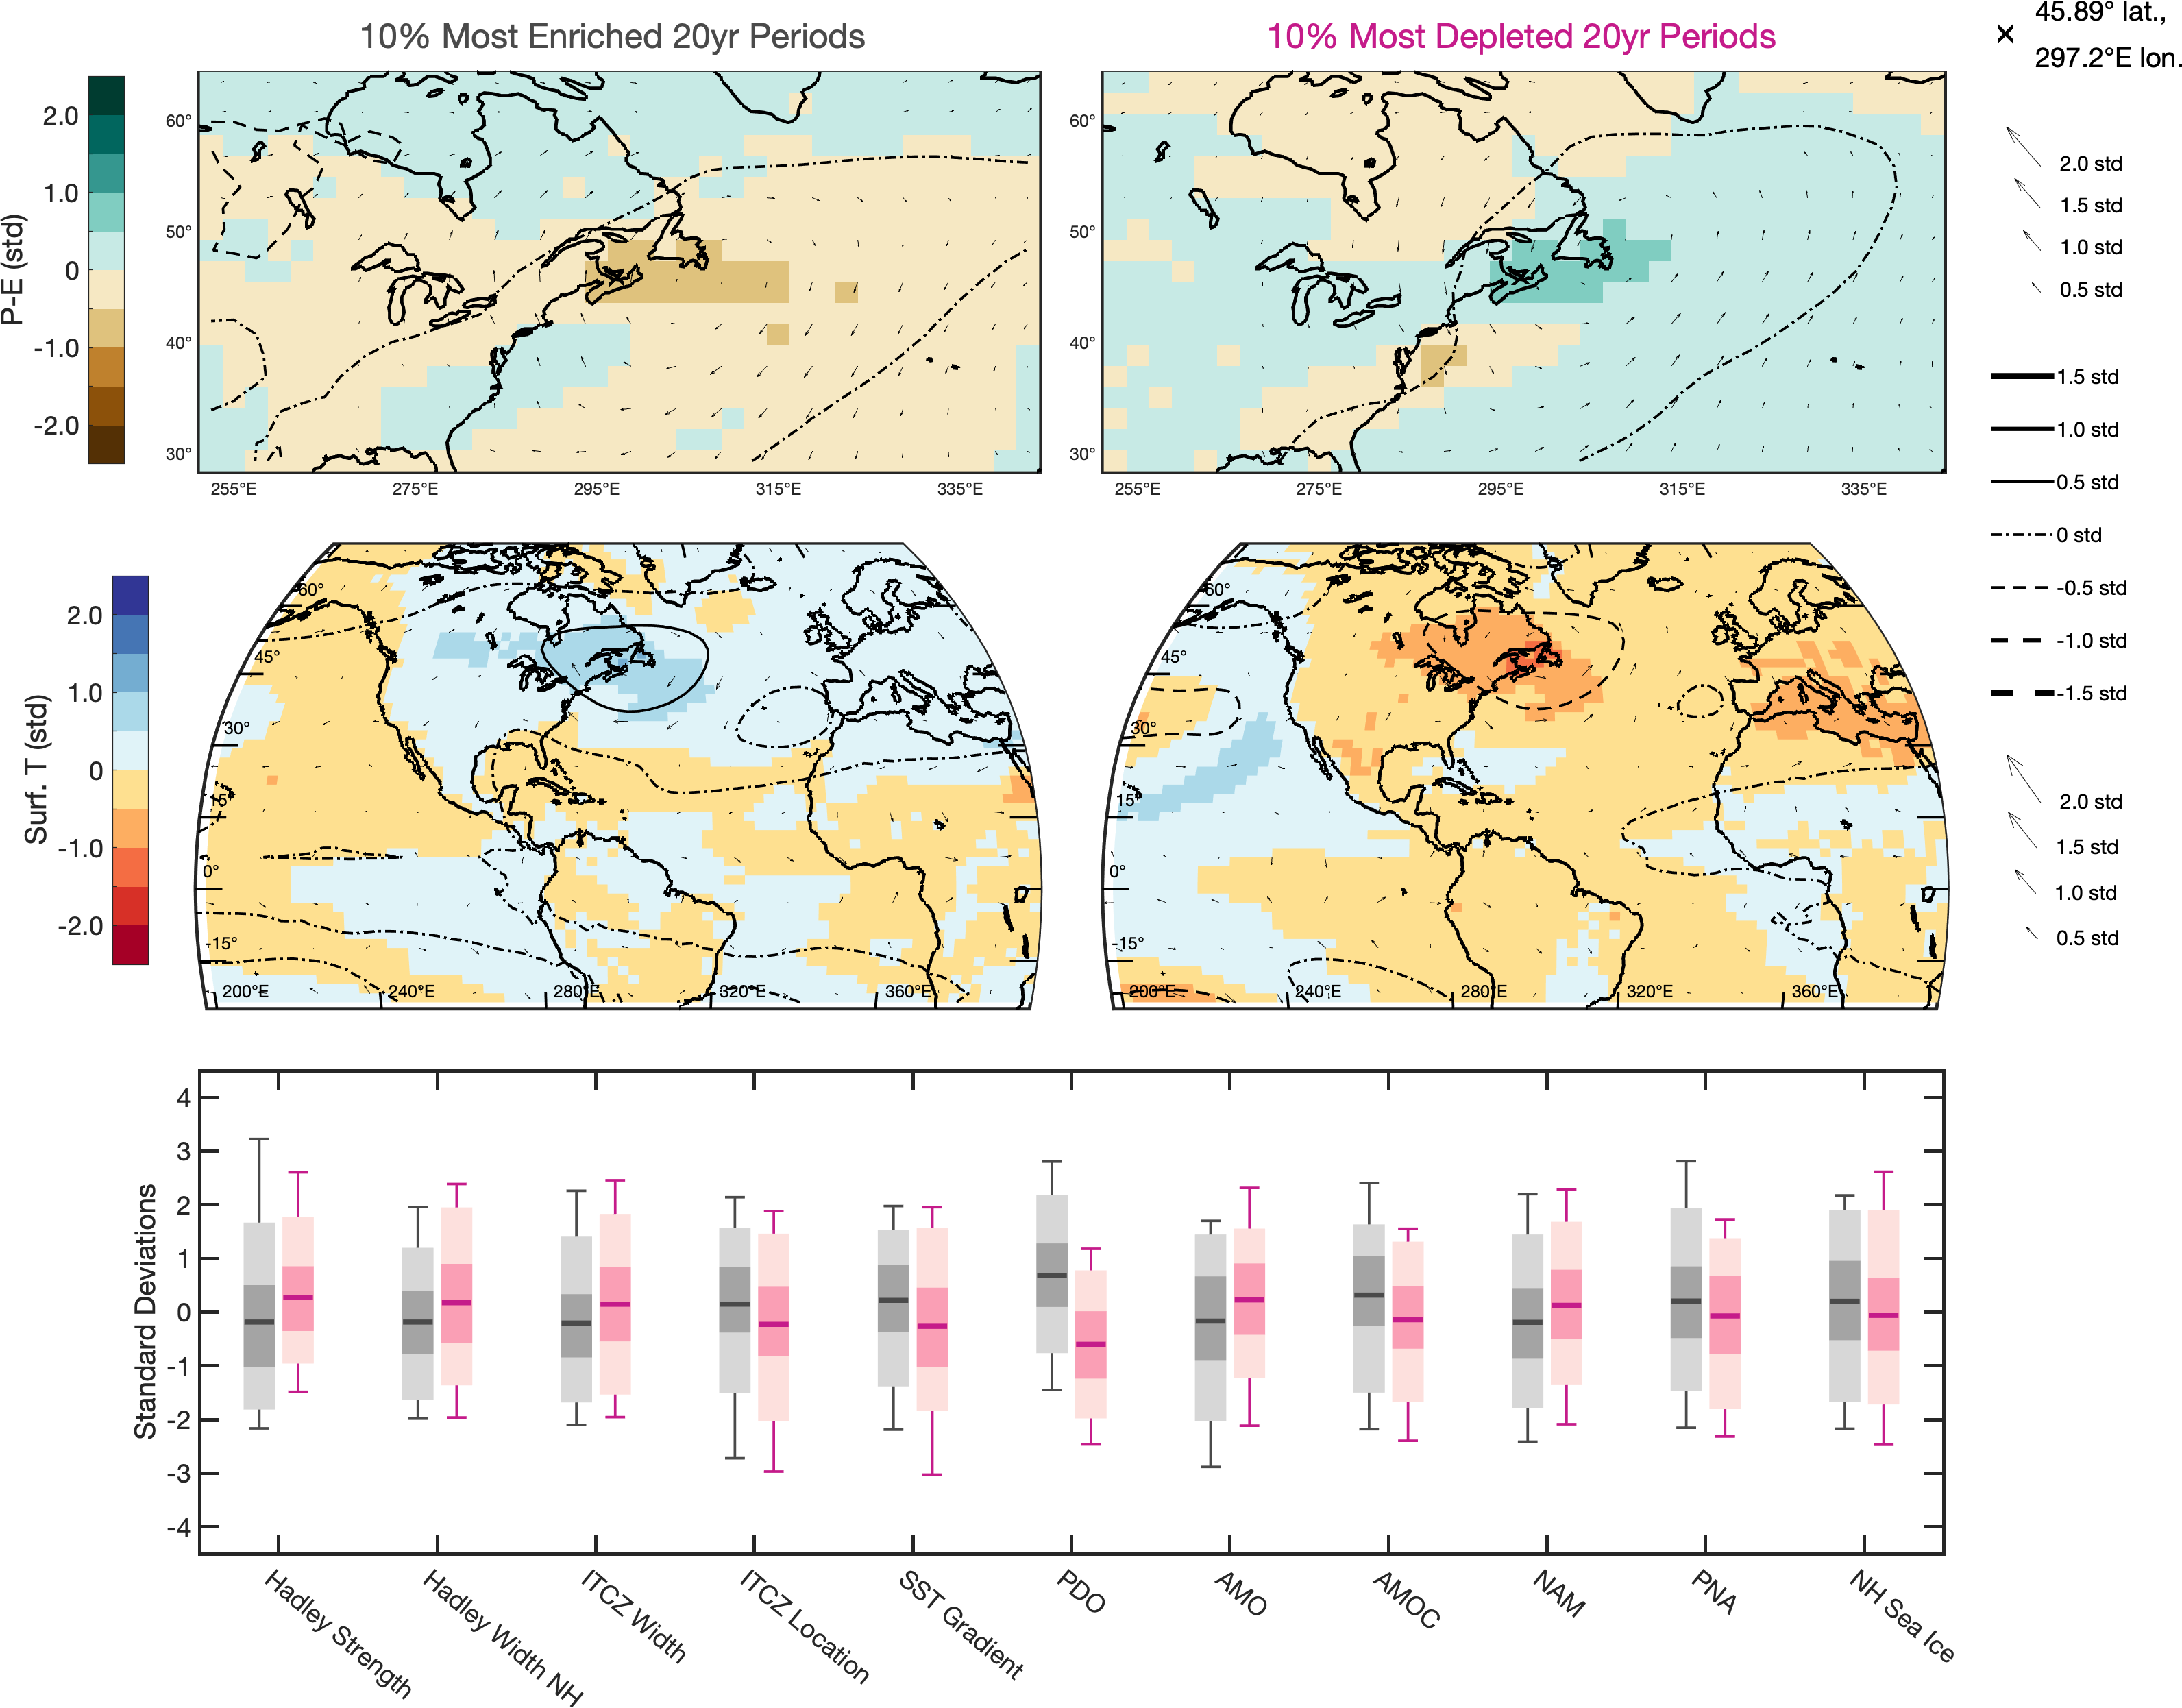 10% Most Enriched 20yr Periods
10% Most Depleted 20yr Periods
45.89° lat.,
297.2°E lon.
P-E (std)
2.0
1.0
0
-1.0
-2.0
60°
50°
40°
30°
255°E
275°E
295°E
315°E
335°E
60°
50°
40°
30°
255°E
275°E
295°E
315°E
335°E
2.0 std
1.5 std
1.0 std
0.5 std
1.5 std
1.0 std
0.5 std
0 std
-0.5 std
-1.0 std
-1.5 std
Surf. T (std)
2.0
1.0
0
-1.0
-2.0
60°
45°
30°
15°
0°
-15°
200°E
240°E
280°E
320°E
360°E
60°
45°
30°
15°
0°
-15°
200°E
240°E
280°E
320°E
360°E
2.0 std
1.5 std
1.0 std
0.5 std
Standard Deviations
4
3
2
1
0
-1
-2
-3
-4
Hadley Strength
Hadley Width NH
ITCZ Width
ITCZ Location
SST Gradient
PDO
AMO
AMOC
NAM
PNA
NH Sea Ice